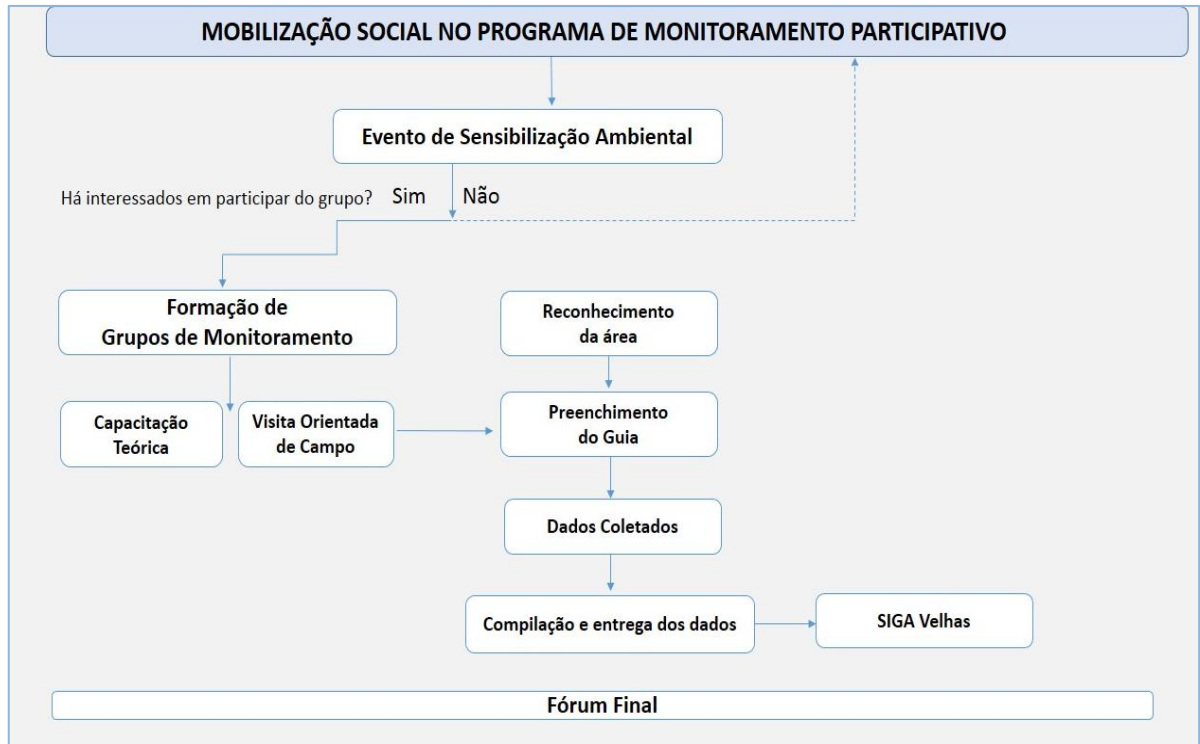 MOBILIZAÇÃO SOCIAL NO PROGRAMA DE MONITORAMENTO PARTICIPATIVO
Evento de Sensibilização Ambiental
Há interessados em participar do grupo? Sim Não
Formação de
Grupos de Monitoramento
Reconhecimento
da área
Capacitação
Teórica
Visita Orientada
de Campo
Preenchimento
do Guia
Dados Coletados
Compilação e entrega dos dados
SIGA Velhas
Fórum Final